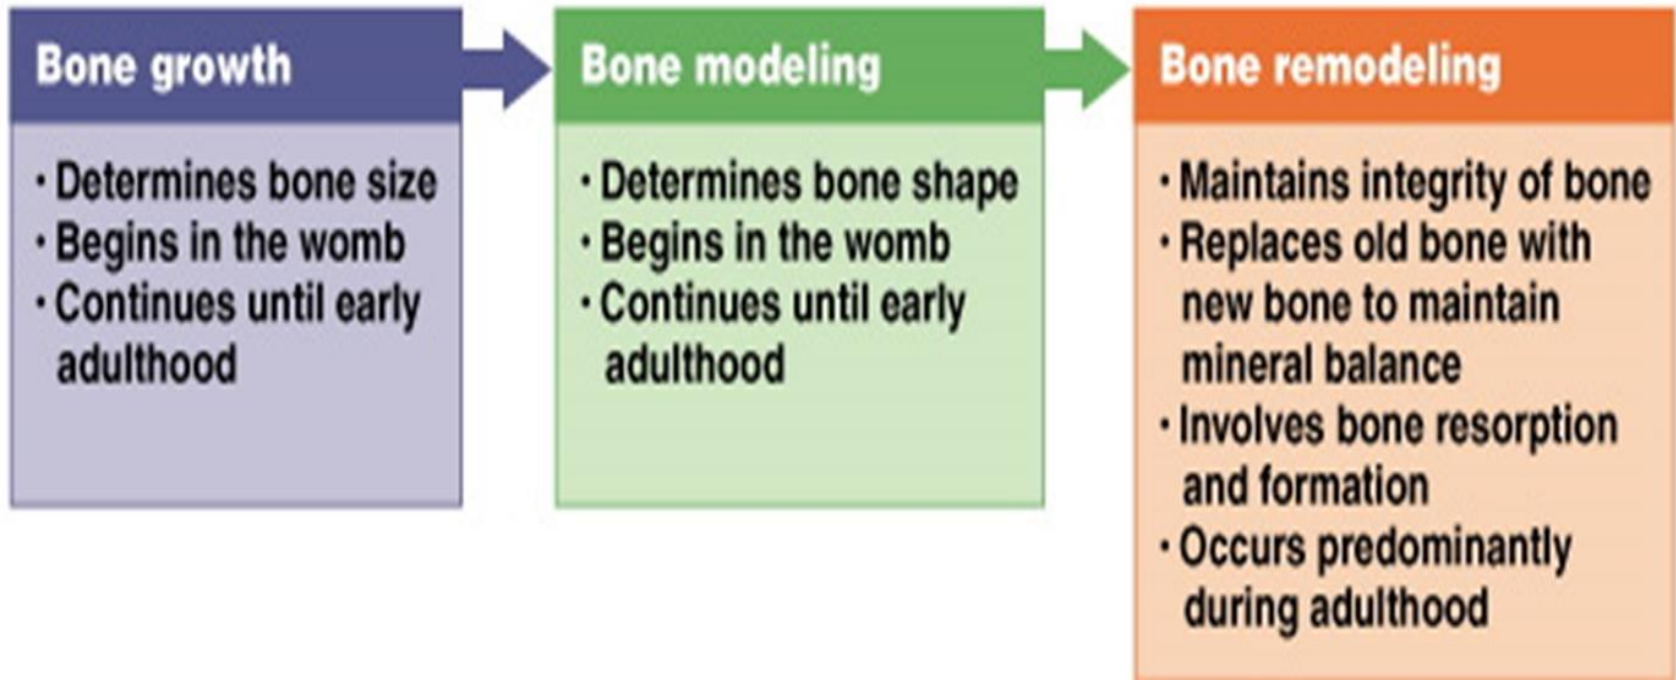 Bone growth
· Determines bone size
· Begins in the womb
· Continues until early
adulthood
Bone modeling
· Determines bone shape
· Begins in the womb
· Continues until early
adulthood
Bone remodeling
· Maintains integrity of bone
· Replaces old bone with
new bone to maintain
mineral balance
· Involves bone resorption
and formation
· Occurs predominantly
during adulthood